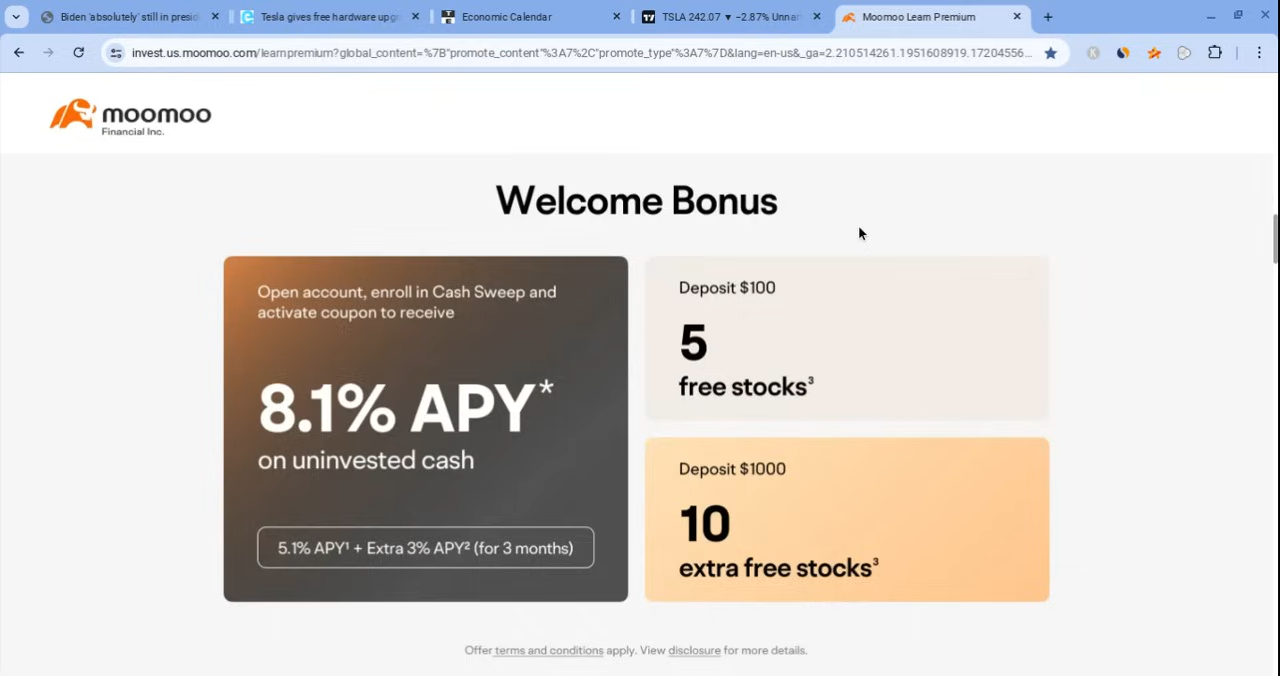 Biden 'absolutely' still in presid
Tesla gives free hardware upg
Economic Calendar
TSLA 242.07 ▼ −2.87% Unna
Moomoo Learn Premium
invest.us.moomoo.com/learnpremium?global_content=%7B"promote_content"%3A7%2C"promote_type"%3A7%7D&lang=en-us&_ga=2.210514261.1951608919.17204556...
moomoo
Financial Inc.
Welcome Bonus
Open account, enroll in Cash Sweep and
activate coupon to receive
8.1% APY*
on uninvested cash
5.1% APY¹ + Extra 3% APY² (for 3 months)
Deposit $100
5
free stocks³
Deposit $1000
10
extra free stocks³
Offer terms and conditions apply. View disclosure for more details.